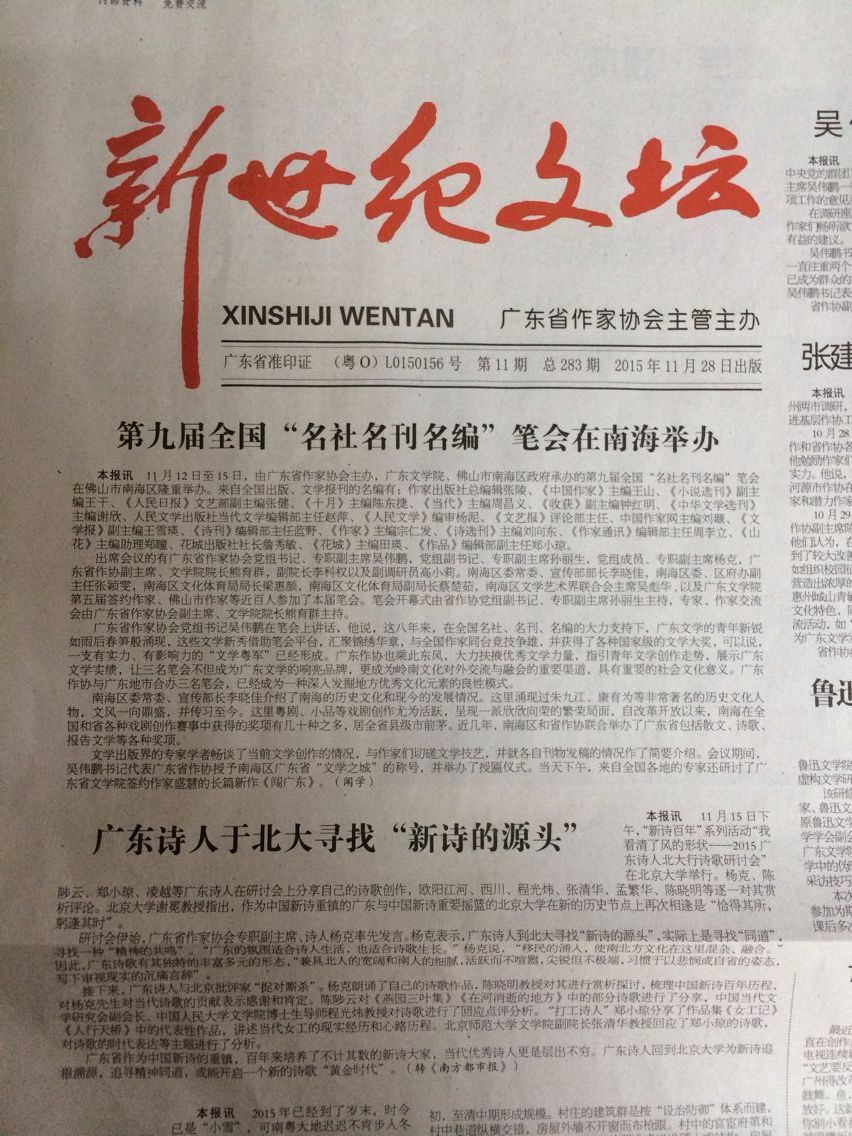 内部资料 免费交流
新世纪文坛
XINSHIJI WENTAN 广东省作家协会主管主办
广东省准印证 （粤O）L0150156号 第11期 总283期 2015年11月28日出版
第九届全国“名社名刊名编”笔会在南海举办
本报讯 11月12日至15日，由广东省作家协会主办，广东文学院、佛山市南海区政府承办的第九届全国“名社名刊名编”笔会
在佛山市南海区隆重举办。来自全国出版、文学报刊的名编有：作家出版社总编辑张陵、《中国作家》主编王山、《小说选刊》副主
编王干、《人民日报》文艺部副主编张健、《十月》主编陈东捷、《当代》主编周昌义、《收获》副主编钟红明、《中华文学选刊》
主编谢欣、人民文学出版社当代文学编辑部主任赵萍、《人民文学》编审杨泥、《文艺报》评论部主任、中国作家网主编刘颋、《文
学报》副主编王雪瑛、《诗刊》编辑部主任蓝野、《作家》主编宗仁发、《诗选刊》主编刘向东、《作家通讯》编辑部主任周李立、《山
花》主编助理郑瞳、花城出版社社长詹秀敏、《花城》主编田瑛、《作品》编辑部副主任郑小琼。
出席会议的有广东省作家协会党组书记、专职副主席吴伟鹏，党组副书记、专职副主席孙丽生，党组成员、专职副主席杨克，广
东省作协副主席、文学院院长熊育群，副院长李科权以及副调研员高小莉。南海区委常委、宣传部部长李晓佳，南海区委、区府办副
主任张颖雯，南海区文化体育局局长梁惠颜，南海区文化体育局副局长蔡楚茹，南海区文学艺术界联合会主席吴彪华，以及广东文学院
第五届签约作家、佛山市作家等近百人参加了本届笔会。笔会开幕式由省作协党组副书记、专职副主席孙丽生主持，专家、作家交流
会由广东省作家协会副主席、文学院院长熊育群主持。
广东省作家协会党组书记吴伟鹏在笔会上讲话，他说，这八年来，在全国名社、名刊、名编的大力支持下，广东文学的青年新锐
如雨后春笋般涌现，这些文学新秀借助笔会平台，汇聚锦绣华章，与全国作家同台竞技争雄，并获得了各种国家级的文学大奖，可以说，
一支有实力、有影响力的“文学粤军”已经形成。广东作协也乘此东风，大力扶掖优秀文学力量，指引青年文学创作走势，展示广东
文学实绩，让三名笔会不但成为广东文学的响亮品牌，更成为岭南文化对外交流与融会的重要渠道，具有重要的社会文化意义。广东
作协与广东地市合办三名笔会，已经成为一种深入发掘地方优秀文化元素的良性模式。
南海区委常委、宣传部长李晓佳介绍了南海的历史文化和现今的发展情况。这里涌现过朱九江、康有为等非常著名的历史文化人
物，文风一向鼎盛，并传习至今。这里粤剧、小品等戏剧创作尤为活跃，呈现一派欣欣向荣的繁荣局面，自改革开放以来，南海在全
国和省各种戏剧创作赛事中获得的奖项有几十种之多，居全省县级市前茅。近几年，南海区和省作协联合举办了广东省包括散文、诗歌、
报告文学等各种奖项。
文学出版界的专家学者畅谈了当前文学创作的情况，与作家们切磋文学技艺，并就各自刊物发稿的情况作了简要介绍。会议期间，
吴伟鹏书记代表广东省作协授予南海区广东省“文学之城”的称号，并举办了授匾仪式。当天下午，来自全国各地的专家还研讨了广
东省文学院签约作家盛慧的长篇新作《闯广东》。（闻学）
广东诗人于北大寻找“新诗的源头”
本报讯 11月15日下
午，“新诗百年”系列活动“我
看清了风的形状——2015广
东诗人北大行诗歌研讨会”
在北京大学举行。杨克、陈
陟云、郑小琼、凌越等广东诗人在研讨会上分享自己的诗歌创作，欧阳江河、西川、程光炜、张清华、孟繁华、陈晓明等逐一对其赏
析评论。北京大学谢冕教授指出，作为中国新诗重镇的广东与中国新诗重要摇篮的北京大学在新的历史节点上再次相逢是“恰得其所，
躬逢其时”。
研讨会伊始，广东省作家协会专职副主席，诗人杨克率先发言。杨克表示，广东诗人到北大寻找“新诗的源头”，实际上是寻找“同道”，
寻找一种“精神的共鸣”。“广东的氛围适合诗人生活，也适合诗歌生长。”杨克说，“移民的涌入，使南北方文化在这里混杂、融合。
因此，广东诗歌有其独特的丰富多元的形态，“兼具北人的宽阔和南人的细腻，活跃而不喧嚣，尖锐但不极端，习惯于以悲悯或自省的姿态，
写下审视现实的沉痛言辞”。
接下来，广东诗人与北京批评家“捉对厮杀”。杨克朗诵了自己的诗歌作品，陈晓明教授对其进行赏析探讨，梳理中国新诗百年历程，
对杨克先生对当代诗歌的贡献表示感谢和肯定。陈陟云对《燕园三叶集》《在河消逝的地方》中的部分诗歌进行了分享，中国当代文
学研究会副会长、中国人民大学文学院博士生导师程光炜教授对诗歌进行了回应点评分析。“打工诗人”郑小琼分享了作品集《女工记》
《人行天桥》中的代表性作品，讲述当代女工的现实经历和心路历程。北京师范大学文学院副院长张清华教授回应了郑小琼的诗歌，
对诗歌的时代表达等主题进行了分析。
广东省作为中国新诗的重镇，百年来培养了不计其数的新诗大家，当代优秀诗人更是层出不穷。广东诗人回到北京大学为新诗追
根溯源，追寻精神同道，或能开启一个新的诗歌“黄金时代”。（转《南方都市报》）
本报讯 2015年已经到了岁末，时令
已是“小雪”，可南粤大地迟迟不肯步入冬
初，至清中期形成规模。村庄的建筑群是按“设治防御”体系而建，
村中巷道纵横交错，房屋外墙不开窗而布枪眼。村中的官宦府第和
吴
本报讯
中央党的群团
主席吴伟鹏一
项工作的意见
在调研座
作家们畅所欲
有益的建议。
吴伟鹏书
一直注重两个
已成为群众的
吴伟鹏书记表
省作协副
张建
本报讯
州两市调研，
进基层作协工
10月28
作和省作协各
他勉励作家们
实力。他说，
河源市作协在
和潜力作家
10月29
作协副主席陈
他们人为，在
到了较大改善
如组织校园拓
营造出浓厚的
惠州城山青城
文化特色，同
流活动，如“
为广东文学
省作协
鲁迅
鲁迅文学院
虚构文学研
该研修
家、鲁迅文
原鲁迅文学
学学会副会
广东文学院
学中的伪
采访技巧
本次
参加为期
课后多次
最近
直在创作
电视连续
“文艺要反
广州得改革
鼓舞。鱼，
样。这新
你别小看